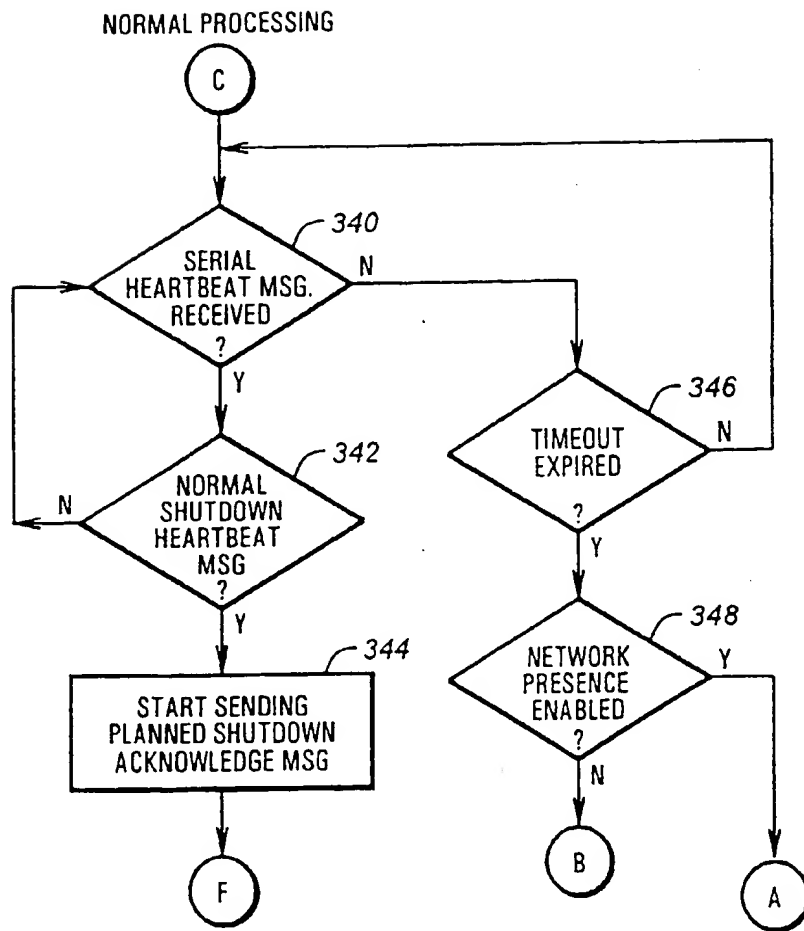 NORMAL PROCESSING
C
340
SERIAL
HEARTBEAT MSG.
RECEIVED
?
N
Y
346
TIMEOUT
EXPIRED
?
N
Y
342
NORMAL
SHUTDOWN
HEARTBEAT
MSG
?
N
Y
348
NETWORK
PRESENCE
ENABLED
?
Y
N
344
START SENDING
PLANNED SHUTDOWN
ACKNOWLEDGE MSG
F
B
A